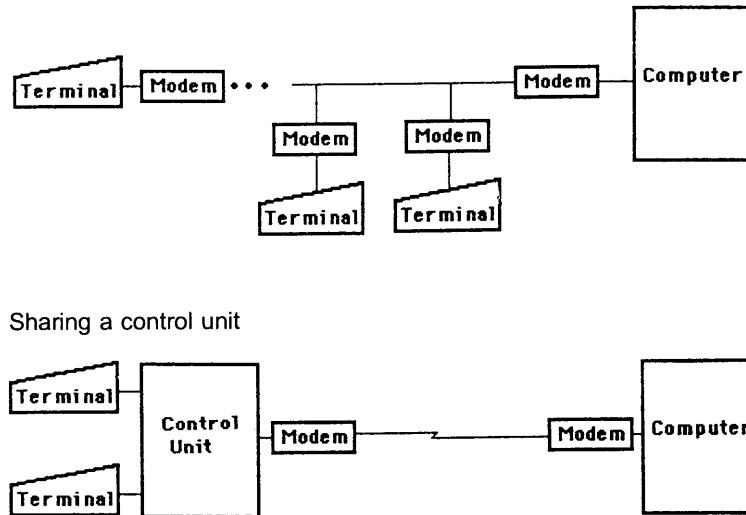 Terminal
Modem
Modem
Computer
Modem
Modem
Terminal
Terminal
Sharing a control unit
Terminal
Control
Unit
Modem
Modem
Computer
Terminal